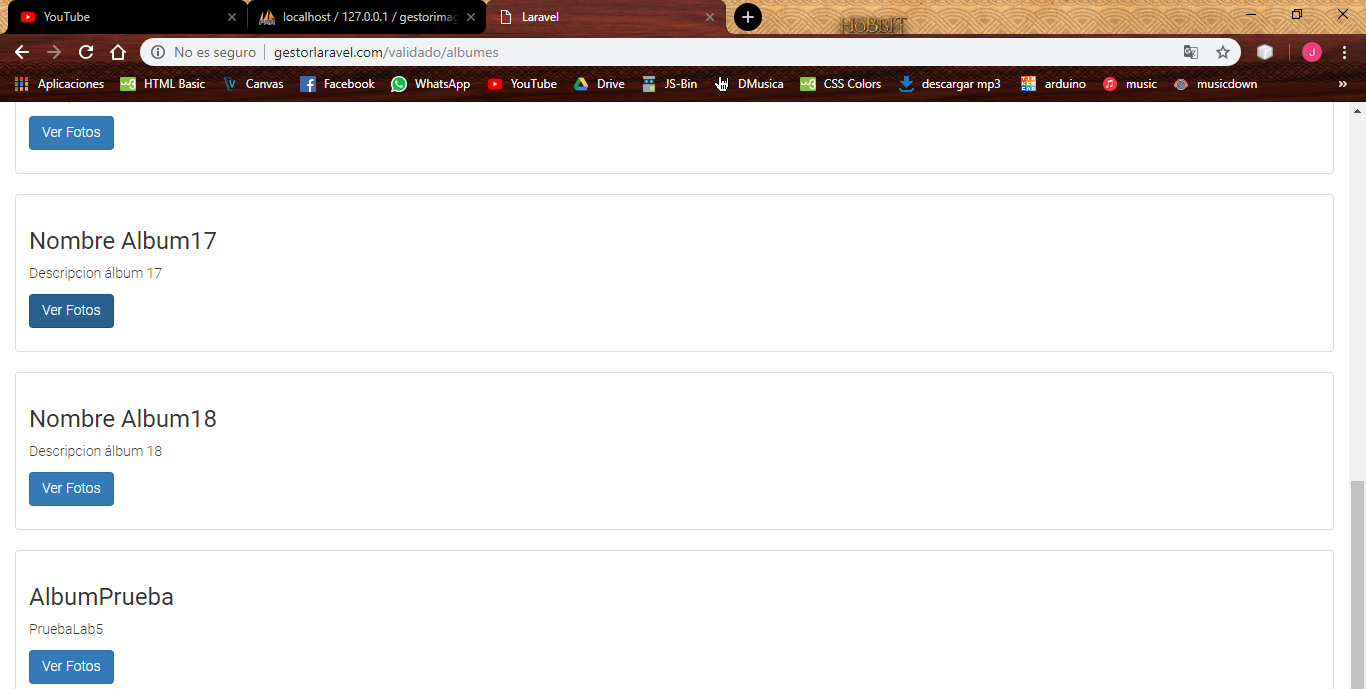 YouTube
localhost / 127.0.0.1 / gestorimag
Laravel
HOBBIT
No es seguro
gestorlaravel.com/validado/albumes
J
Aplicaciones
HTML Basic
Canvas
Facebook
WhatsApp
YouTube
Drive
JS-Bin
DMusica
CSS Colors
descargar mp3
arduino
music
musicdown
»
Ver Fotos
Nombre Album17
Descripcion álbum 17
Ver Fotos
Nombre Album18
Descripcion álbum 18
Ver Fotos
AlbumPrueba
PruebaLab5
Ver Fotos